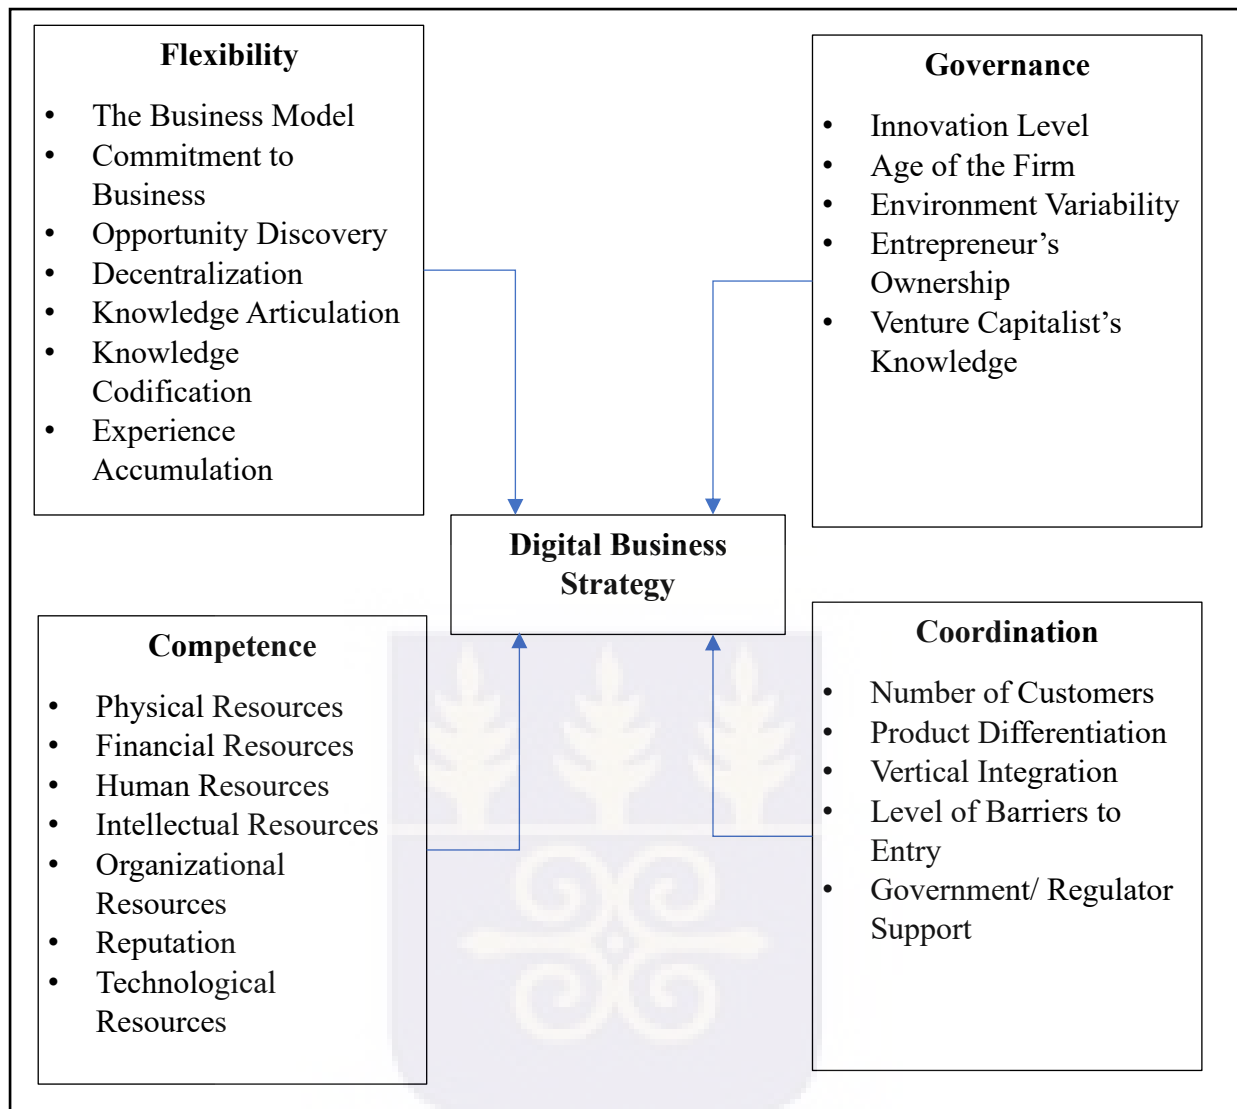 Flexibility
• The Business Model
• Commitment to
Business
• Opportunity Discovery
• Decentralization
• Knowledge Articulation
• Knowledge
Codification
• Experience
Accumulation
Governance
• Innovation Level
• Age of the Firm
• Environment Variability
• Entrepreneur’s
Ownership
• Venture Capitalist’s
Knowledge
Digital Business
Strategy
Competence
• Physical Resources
• Financial Resources
• Human Resources
• Intellectual Resources
• Organizational
Resources
• Reputation
• Technological
Resources
Coordination
• Number of Customers
• Product Differentiation
• Vertical Integration
• Level of Barriers to
Entry
• Government/ Regulator
Support